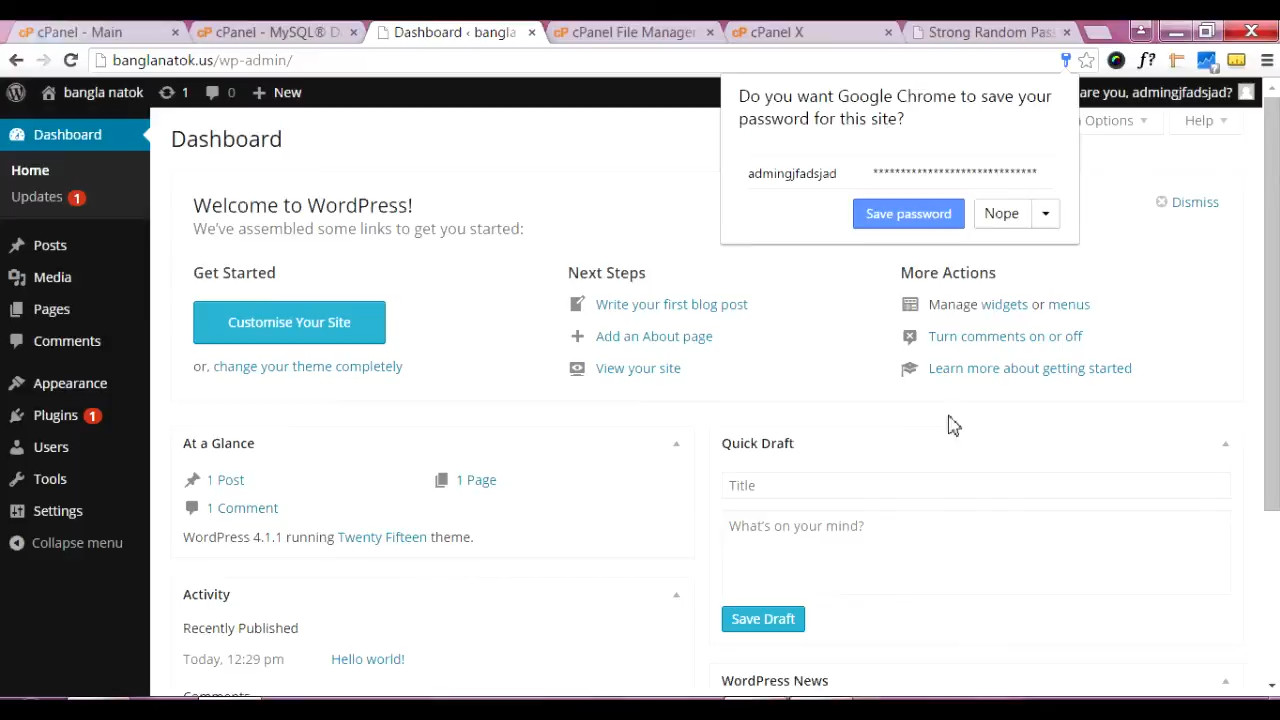 cPanel - Main
cPanel - MySQL® D
Dashboard ‹ bangla
cPanel File Manager
cPanel X
Strong Random Pas
banglanatok.us/wp-admin/
f?
bangla natok
1
0
New
are you, admingjfadsjad?
Do you want Google Chrome to save your
password for this site?
admingjfadsjad
*******************************
Save password
Nope
Options
Help
Dashboard
Home
Updates 1
Posts
Media
Pages
Comments
Appearance
Plugins 1
Users
Tools
Settings
Collapse menu
Dashboard
Welcome to WordPress!
We've assembled some links to get you started:
Dismiss
Get Started
Customise Your Site
or, change your theme completely
Next Steps
Write your first blog post
Add an About page
View your site
More Actions
Manage widgets or menus
Turn comments on or off
Learn more about getting started
At a Glance
1 Post
1 Page
1 Comment
WordPress 4.1.1 running Twenty Fifteen theme.
Activity
Recently Published
Today, 12:29 pm
Hello world!
Quick Draft
Title
What's on your mind?
Save Draft
WordPress News